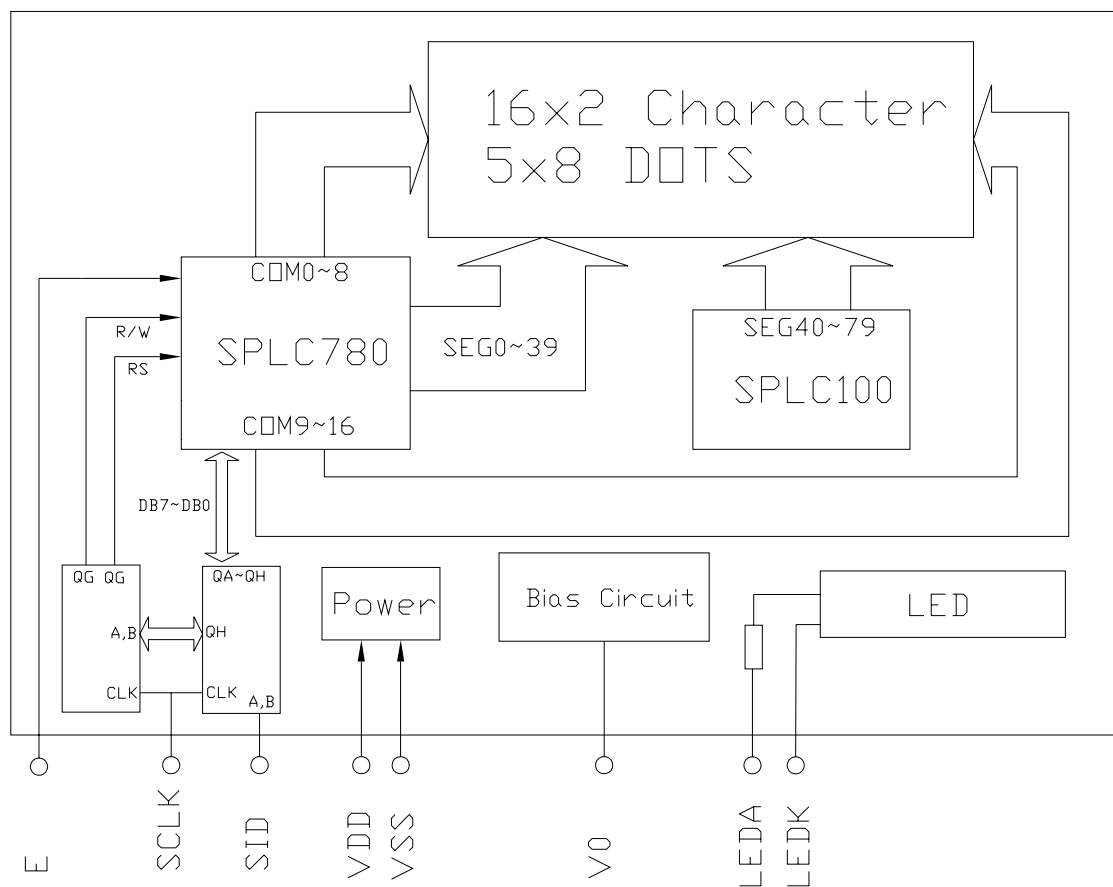 16x2 Character
5x8 DOTS
COM0~8
R/W
SPLC780
RS
COM9~16
SEG0~39
SEG40~79
SPLC100
DB7~DB0
QG QG
A,B
CLK
QA~QH
QH
CLK
A,B
Power
Bias Circuit
LED
E
SCLK
SID
VDD
VSS
V0
LEDA
LEDK